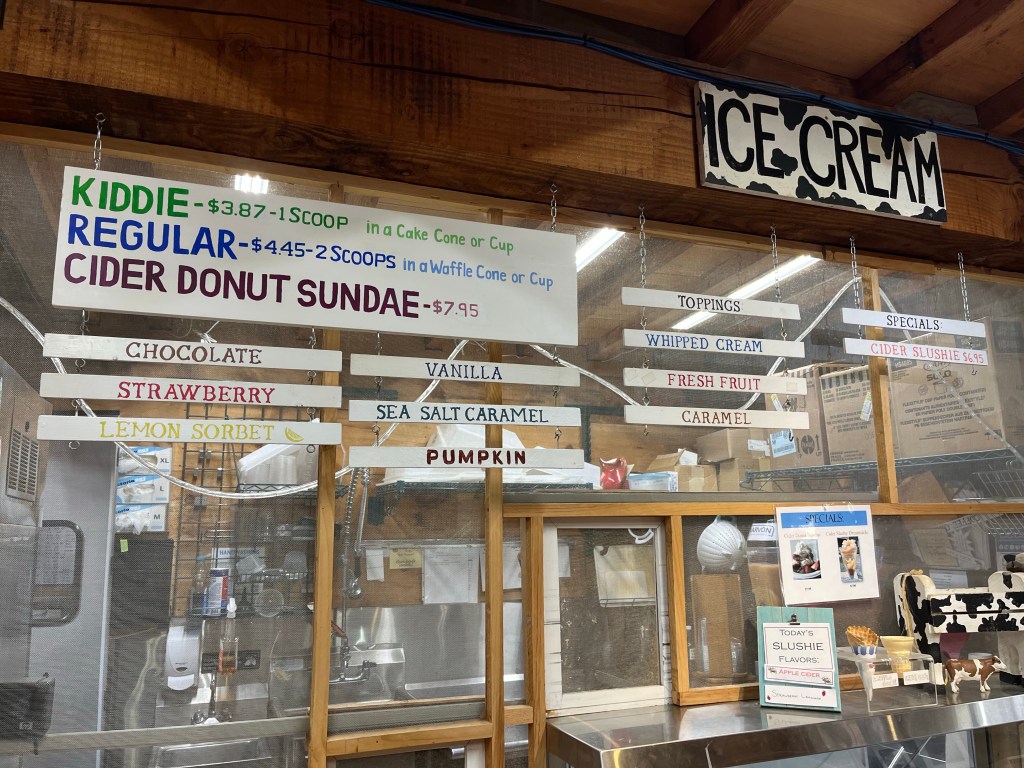 ICE CREAM
KIDDIE - $3.87 - 1 SCOOP in a Cake Cone or Cup
REGULAR - $4.45 - 2 SCOOPS in a Waffle Cone or Cup
CIDER DONUT SUNDAE - $7.95
CHOCOLATE
STRAWBERRY
LEMON SORBET
VANILLA
SEA SALT CARAMEL
PUMPKIN
TOPPINGS:
WHIPPED CREAM
FRESH FRUIT
CARAMEL
SPECIALS:
CIDER SLUSHIE $6.95
XL
L
M
SPECIALS:
TODAY'S
SLUSHIE
FLAVORS:
APPLE CIDER